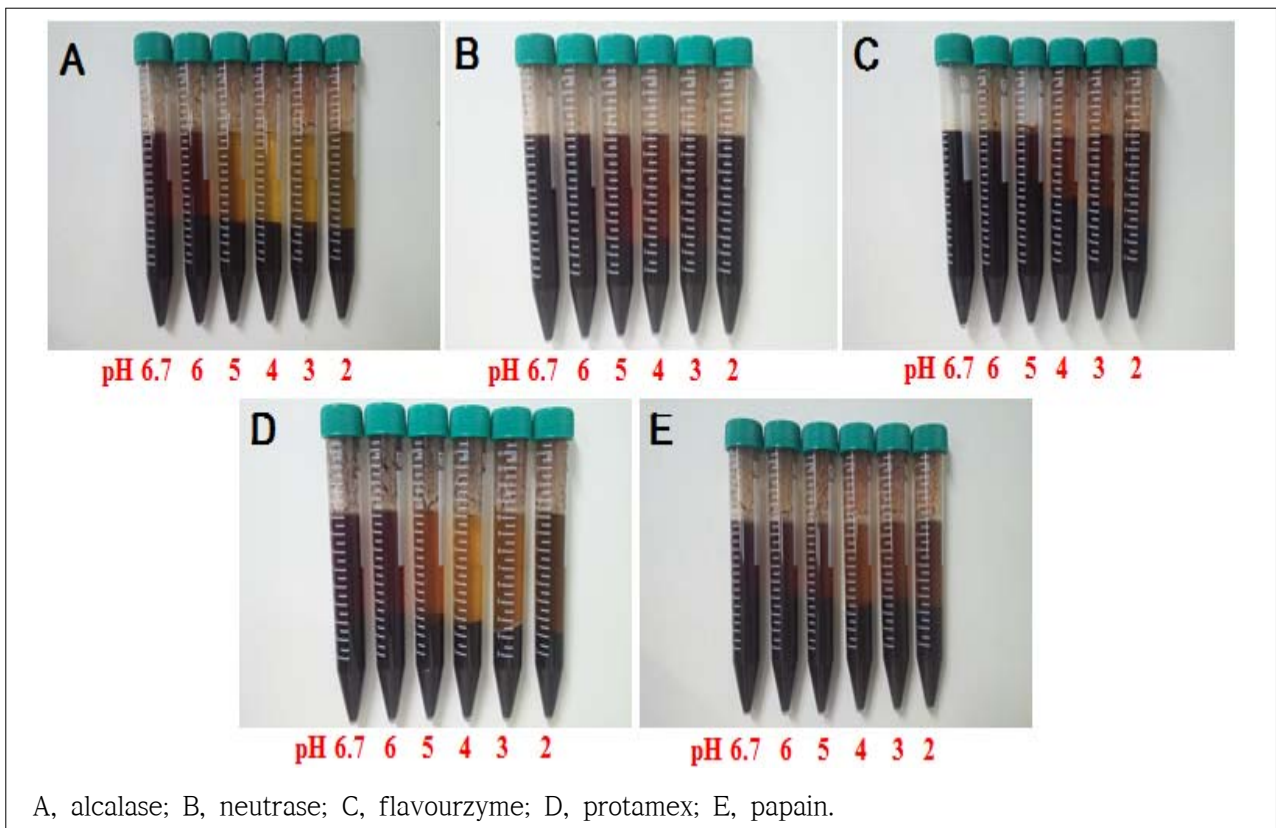 A
B
C
pH 6.7 6 5 4 3 2
pH 6.7 6 5 4 3 2
pH 6.7 6 5 4 3 2
D
E
pH 6.7 6 5 4 3 2
pH 6.7 6 5 4 3 2
A, alcalase; B, neutrase; C, flavourzyme; D, protamex; E, papain.